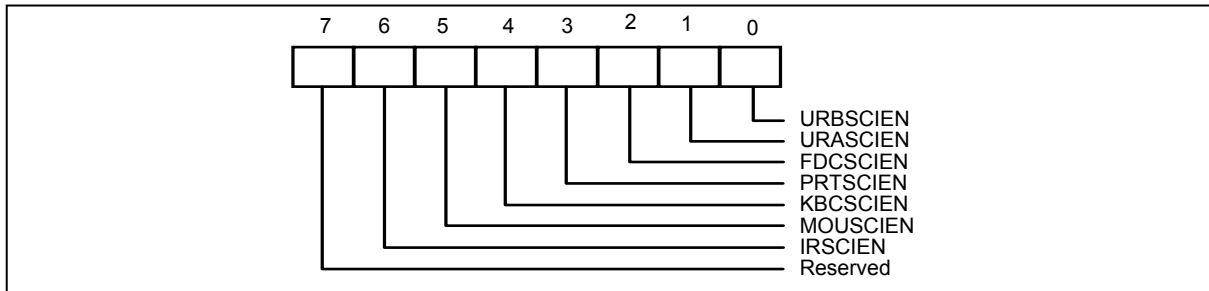 7 6 5 4 3 2 1 0
URBSCIEN
URASCIEN
FDCSCIEN
PRTSCIEN
KBCSCIEN
MOUSCIEN
IRSCIEN
Reserved